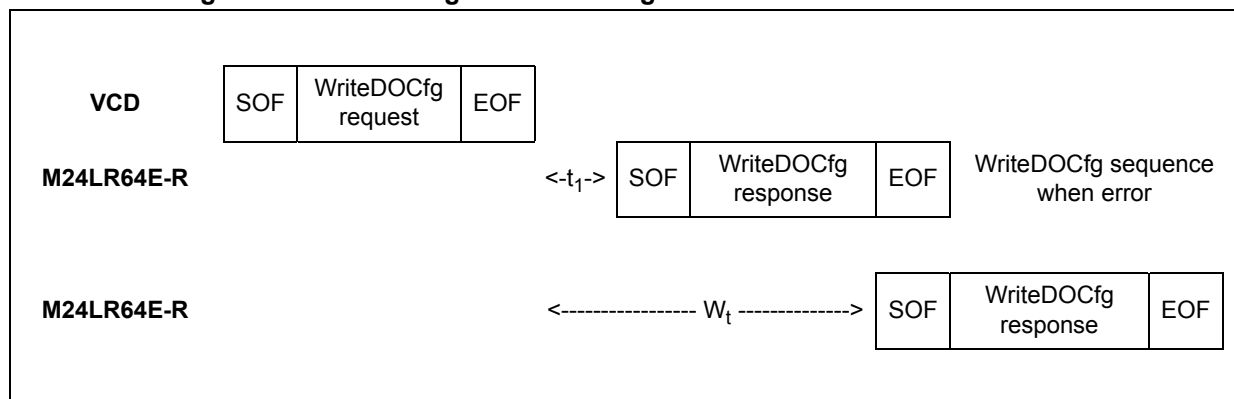 VCD
SOF
WriteDOCfg
request
EOF
M24LR64E-R
<-t1->
SOF
WriteDOCfg
response
EOF
WriteDOCfg sequence
when error
M24LR64E-R
<----------------- Wt -------------->
SOF
WriteDOCfg
response
EOF